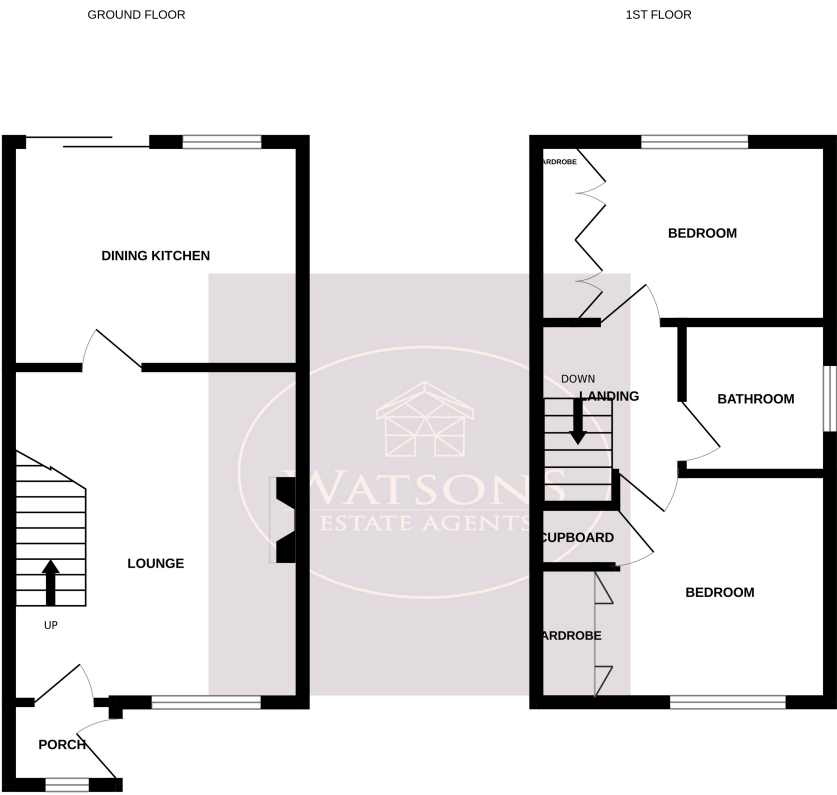 GROUND FLOOR
1ST FLOOR
ARDROBE
BEDROOM
DINING KITCHEN
DOWN
LANDING
BATHROOM
WATSONS
ESTATE AGENTS
CUPBOARD
LOUNGE
BEDROOM
UP
ARDROBE
PORCH